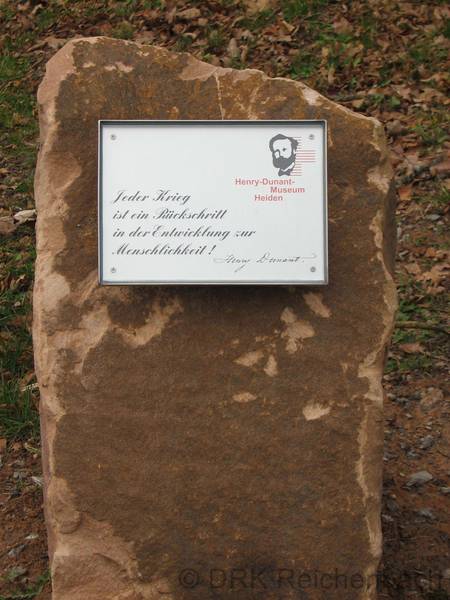 Henry-Dunant-
Museum
Heiden
Jeder Krieg
ist ein Rückschritt
in der Entwicklung zur
Menschlichkeit!
Henry Dunant
© DRK Reichenbach